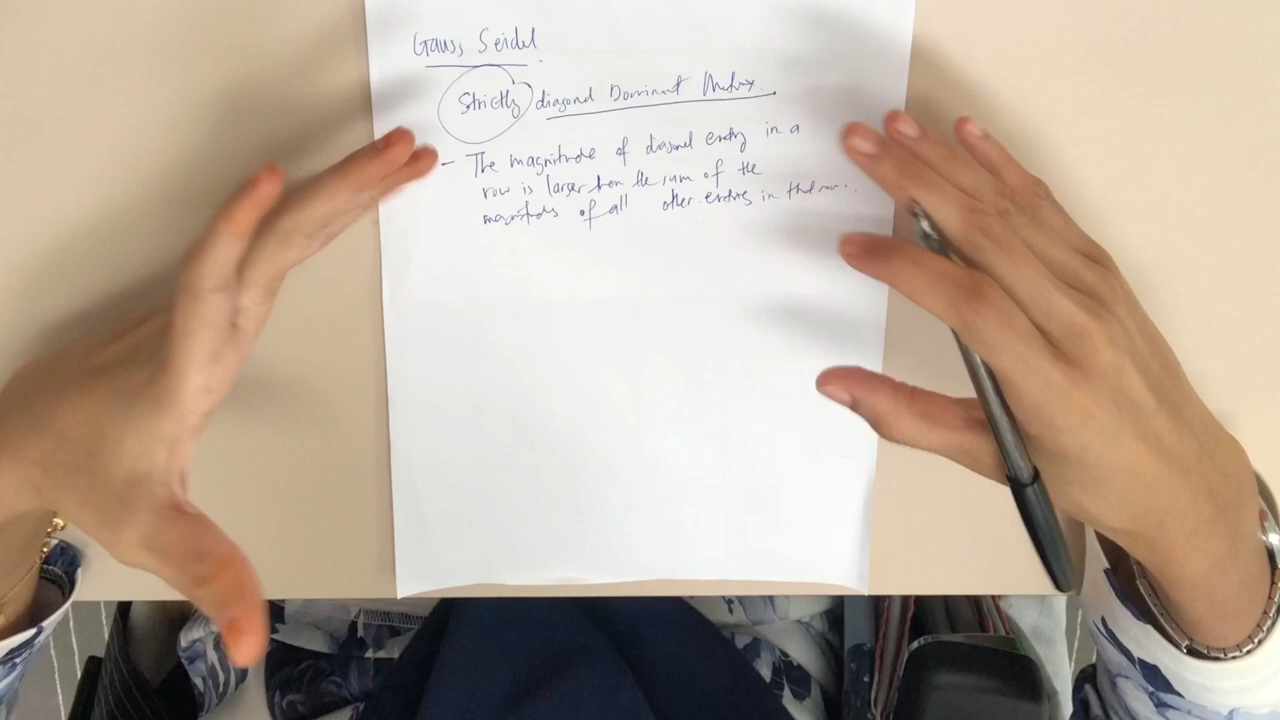 Gauss Seidel
Strictly diagonal Dominant Matrix.
- The magnitude of diagonal entry in a
row is larger than the sum of the
magnitudes of all other entries in that row..